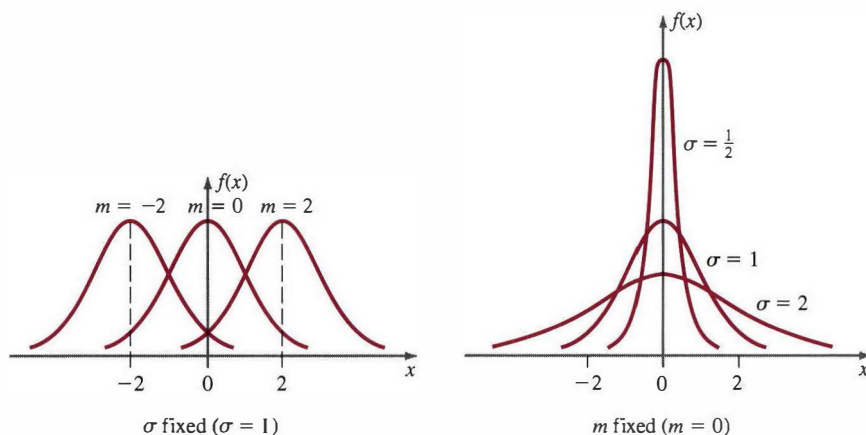 f(x)
m = −2 m = 0 m = 2
−2 0 2 x
σ fixed (σ = 1)
f(x)
σ = 1/2
σ = 1
σ = 2
−2 0 2 x
m fixed (m = 0)